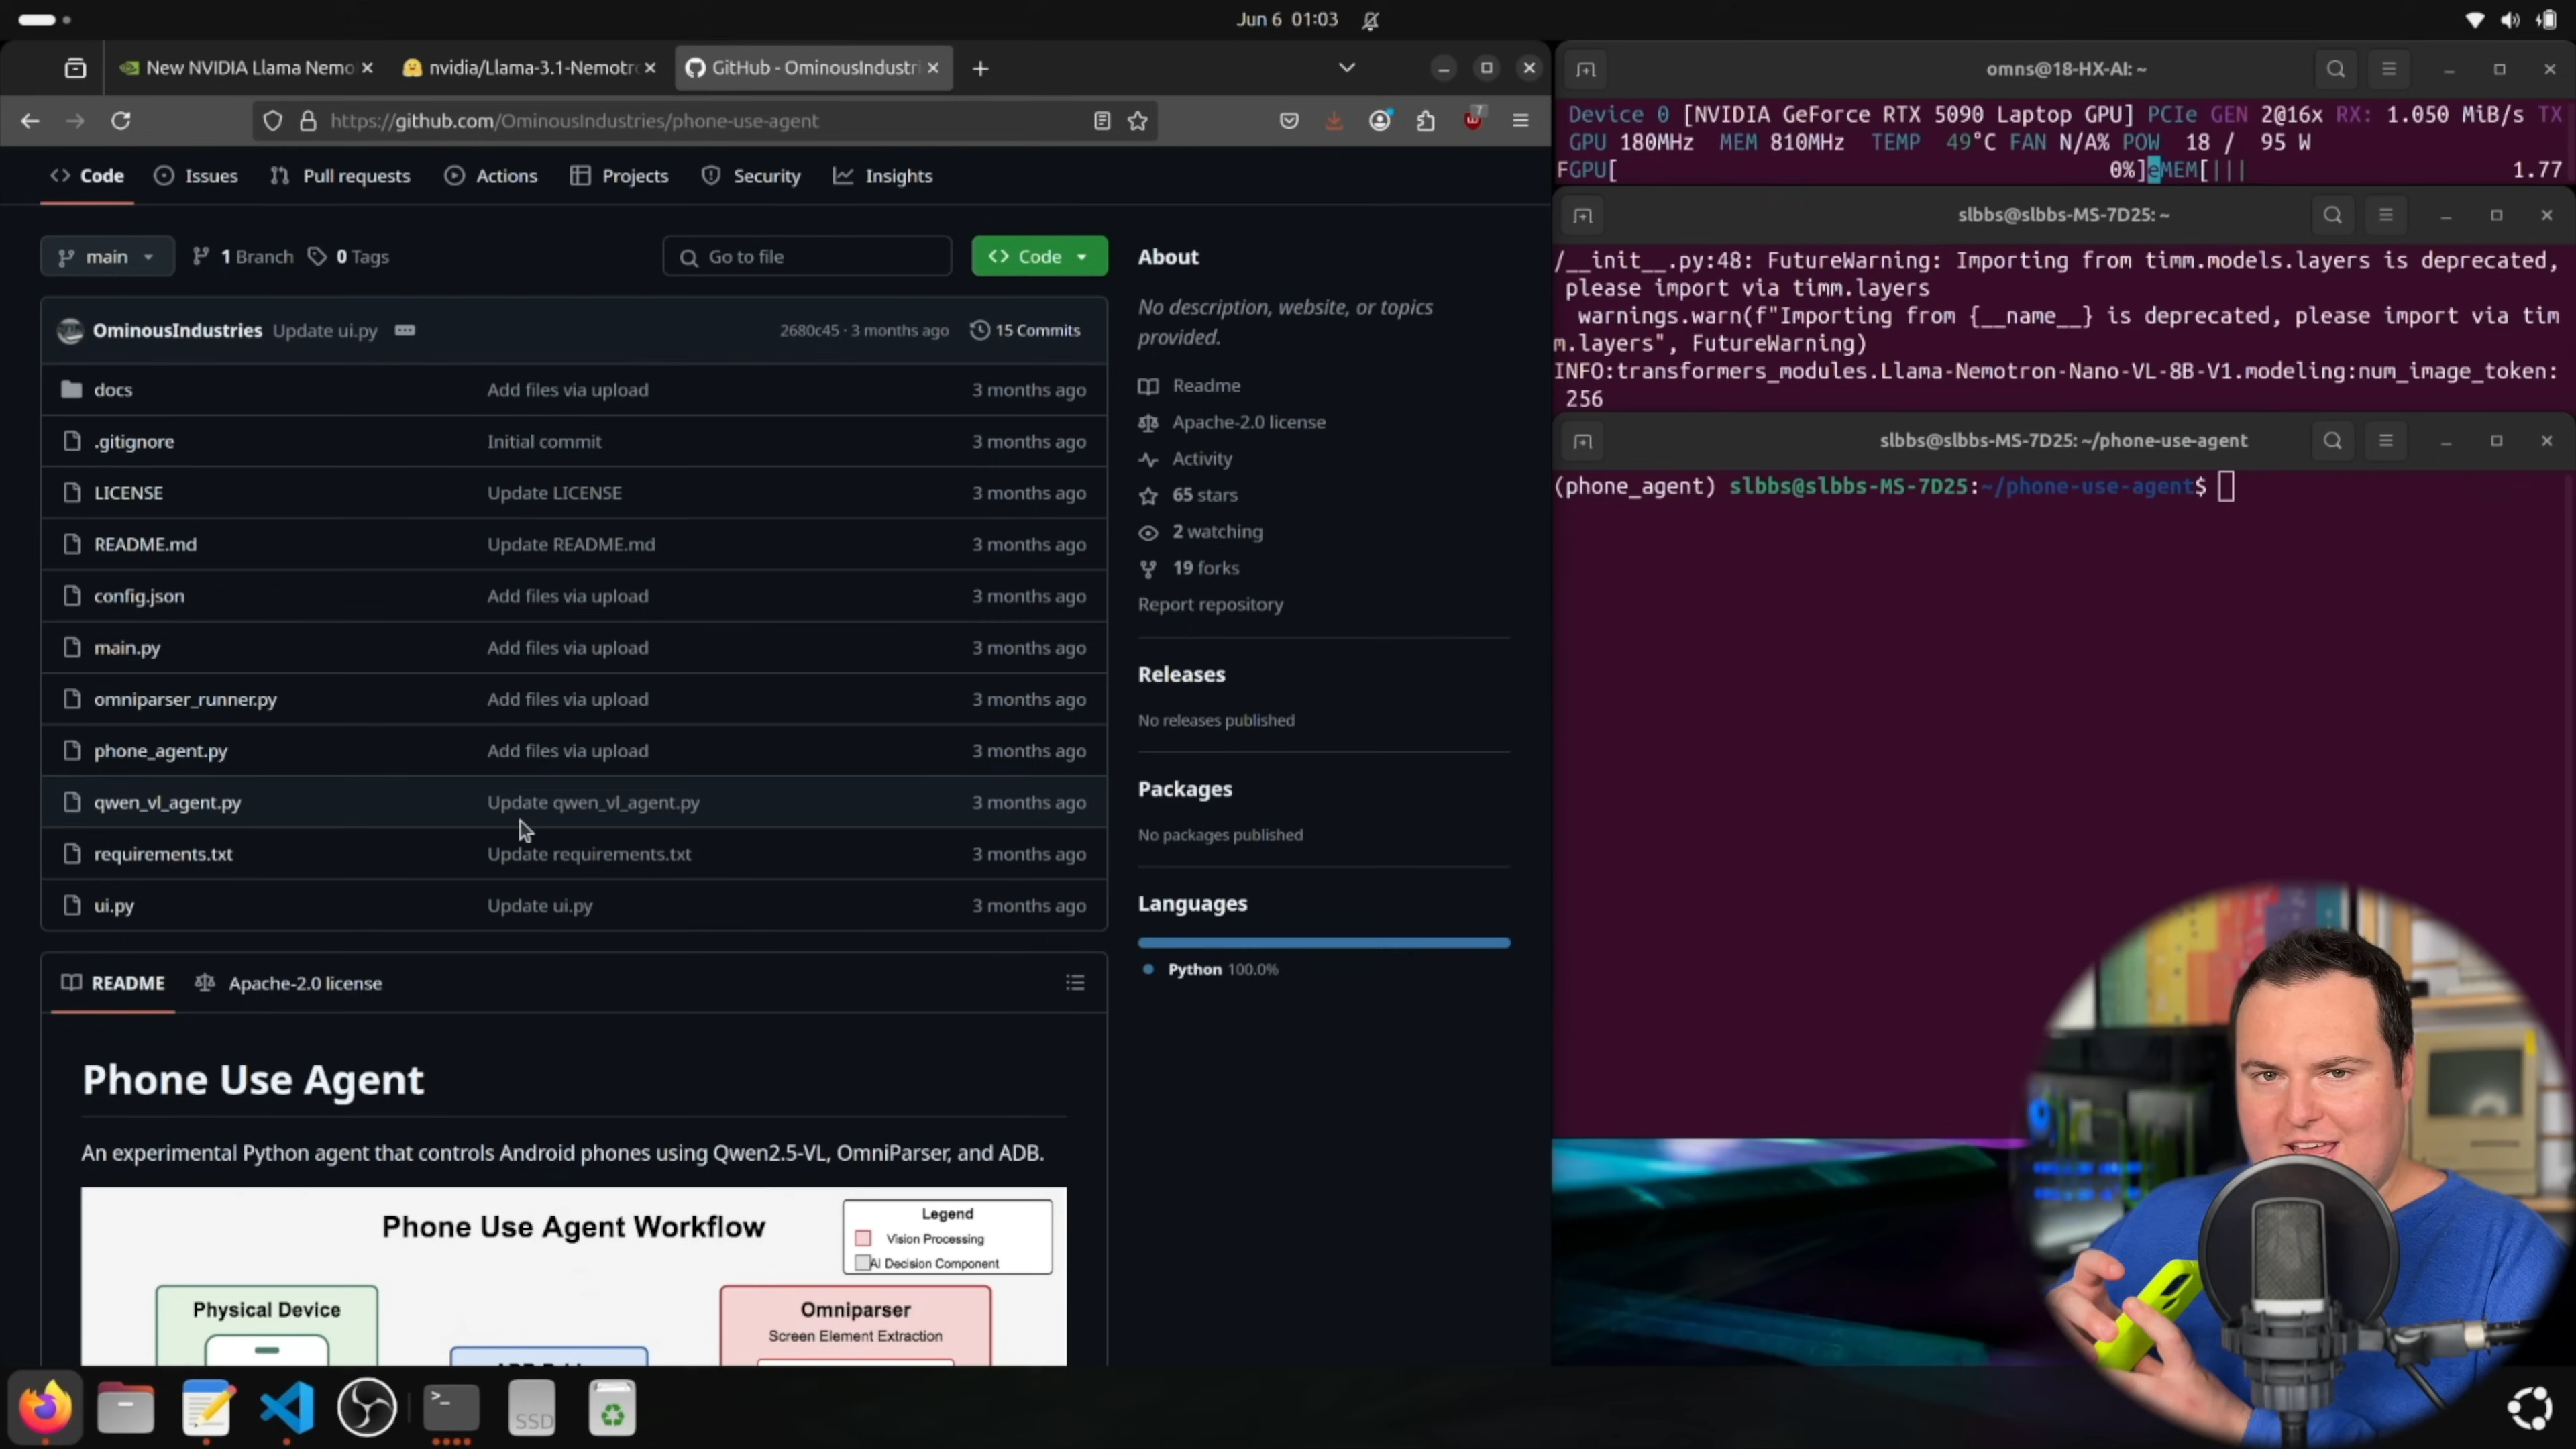 Jun 6 01:03
New NVIDIA Llama Nemo
nvidia/Llama-3.1-Nemotro
GitHub - OminousIndustri
https://github.com/OminousIndustries/phone-use-agent
7
Code
Issues
Pull requests
Actions
Projects
Security
Insights
main
1 Branch
0 Tags
Go to file
Code
OminousIndustries Update ui.py
2680c45 · 3 months ago
15 Commits
docs Add files via upload 3 months ago
.gitignore Initial commit 3 months ago
LICENSE Update LICENSE 3 months ago
README.md Update README.md 3 months ago
config.json Add files via upload 3 months ago
main.py Add files via upload 3 months ago
omniparser_runner.py Add files via upload 3 months ago
phone_agent.py Add files via upload 3 months ago
qwen_vl_agent.py Update qwen_vl_agent.py 3 months ago
requirements.txt Update requirements.txt 3 months ago
ui.py Update ui.py 3 months ago
README
Apache-2.0 license
Phone Use Agent
An experimental Python agent that controls Android phones using Qwen2.5-VL, OmniParser, and ADB.
Phone Use Agent Workflow
Legend
Vision Processing
AI Decision Component
Physical Device
Omniparser
Screen Element Extraction
About
No description, website, or topics
provided.
Readme
Apache-2.0 license
Activity
65 stars
2 watching
19 forks
Report repository
Releases
No releases published
Packages
No packages published
Languages
Python 100.0%
omns@18-HX-AI: ~
Device 0 [NVIDIA GeForce RTX 5090 Laptop GPU] PCIe GEN 2@16x RX: 1.050 MiB/s TX
GPU 180MHz MEM 810MHz TEMP 49°C FAN N/A% POW 18 / 95 W
FGPU[ 0%]eMEM[||| 1.77
slbbs@slbbs-MS-7D25: ~
/__init__.py:48: FutureWarning: Importing from timm.models.layers is deprecated,
please import via timm.layers
warnings.warn(f"Importing from {__name__} is deprecated, please import via tim
m.layers", FutureWarning)
INFO:transformers_modules.Llama-Nemotron-Nano-VL-8B-V1.modeling:num_image_token:
256
slbbs@slbbs-MS-7D25: ~/phone-use-agent
(phone_agent) slbbs@slbbs-MS-7D25:~/phone-use-agent$
SSD